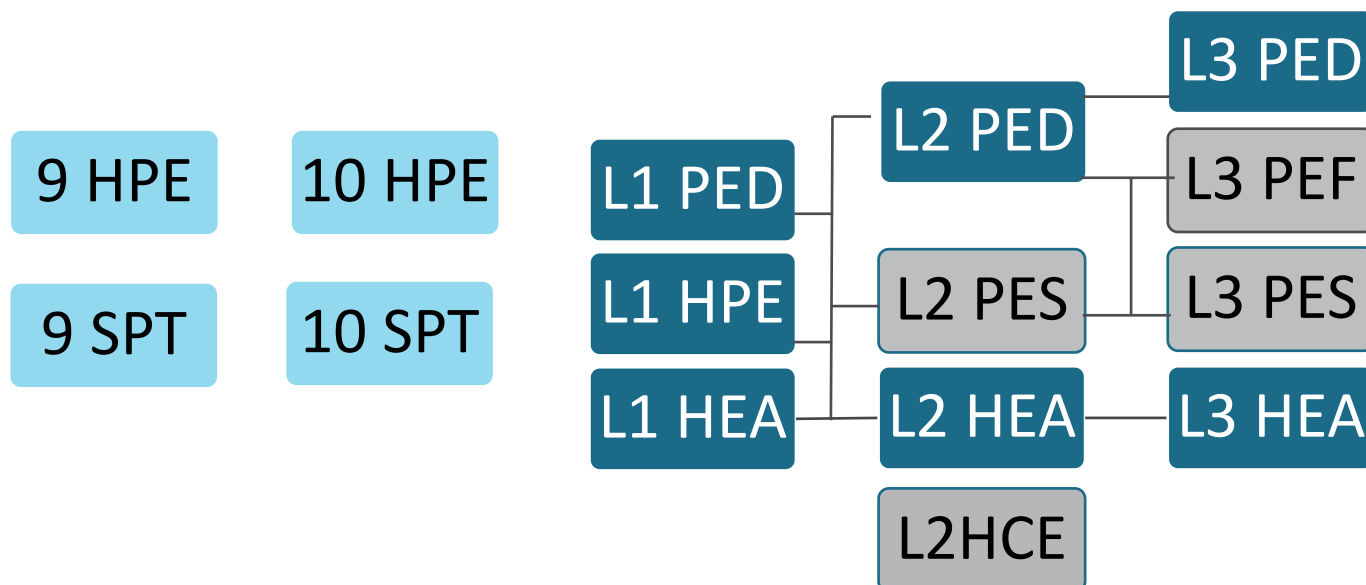 9 HPE
10 HPE
9 SPT
10 SPT
L1 PED
L1 HPE
L1 HEA
L2 PED
L2 PES
L2 HEA
L2HCE
L3 PED
L3 PEF
L3 PES
L3 HEA